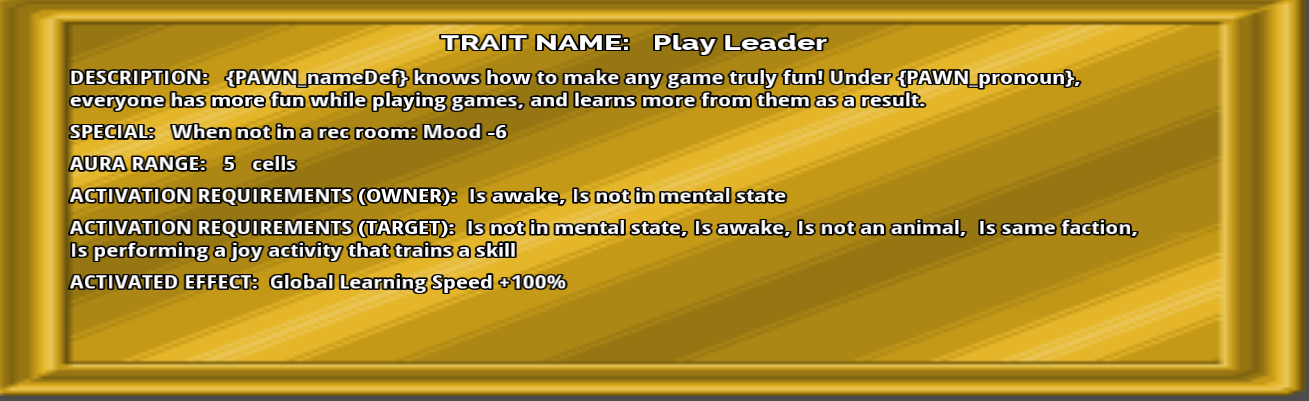 TRAIT NAME: Play Leader
DESCRIPTION: {PAWN_nameDef} knows how to make any game truly fun! Under {PAWN_pronoun},
everyone has more fun while playing games, and learns more from them as a result.
SPECIAL: When not in a rec room: Mood -6
AURA RANGE: 5 cells
ACTIVATION REQUIREMENTS (OWNER): Is awake, Is not in mental state
ACTIVATION REQUIREMENTS (TARGET): Is not in mental state, Is awake, Is not an animal, Is same faction,
Is performing a joy activity that trains a skill
ACTIVATED EFFECT: Global Learning Speed +100%